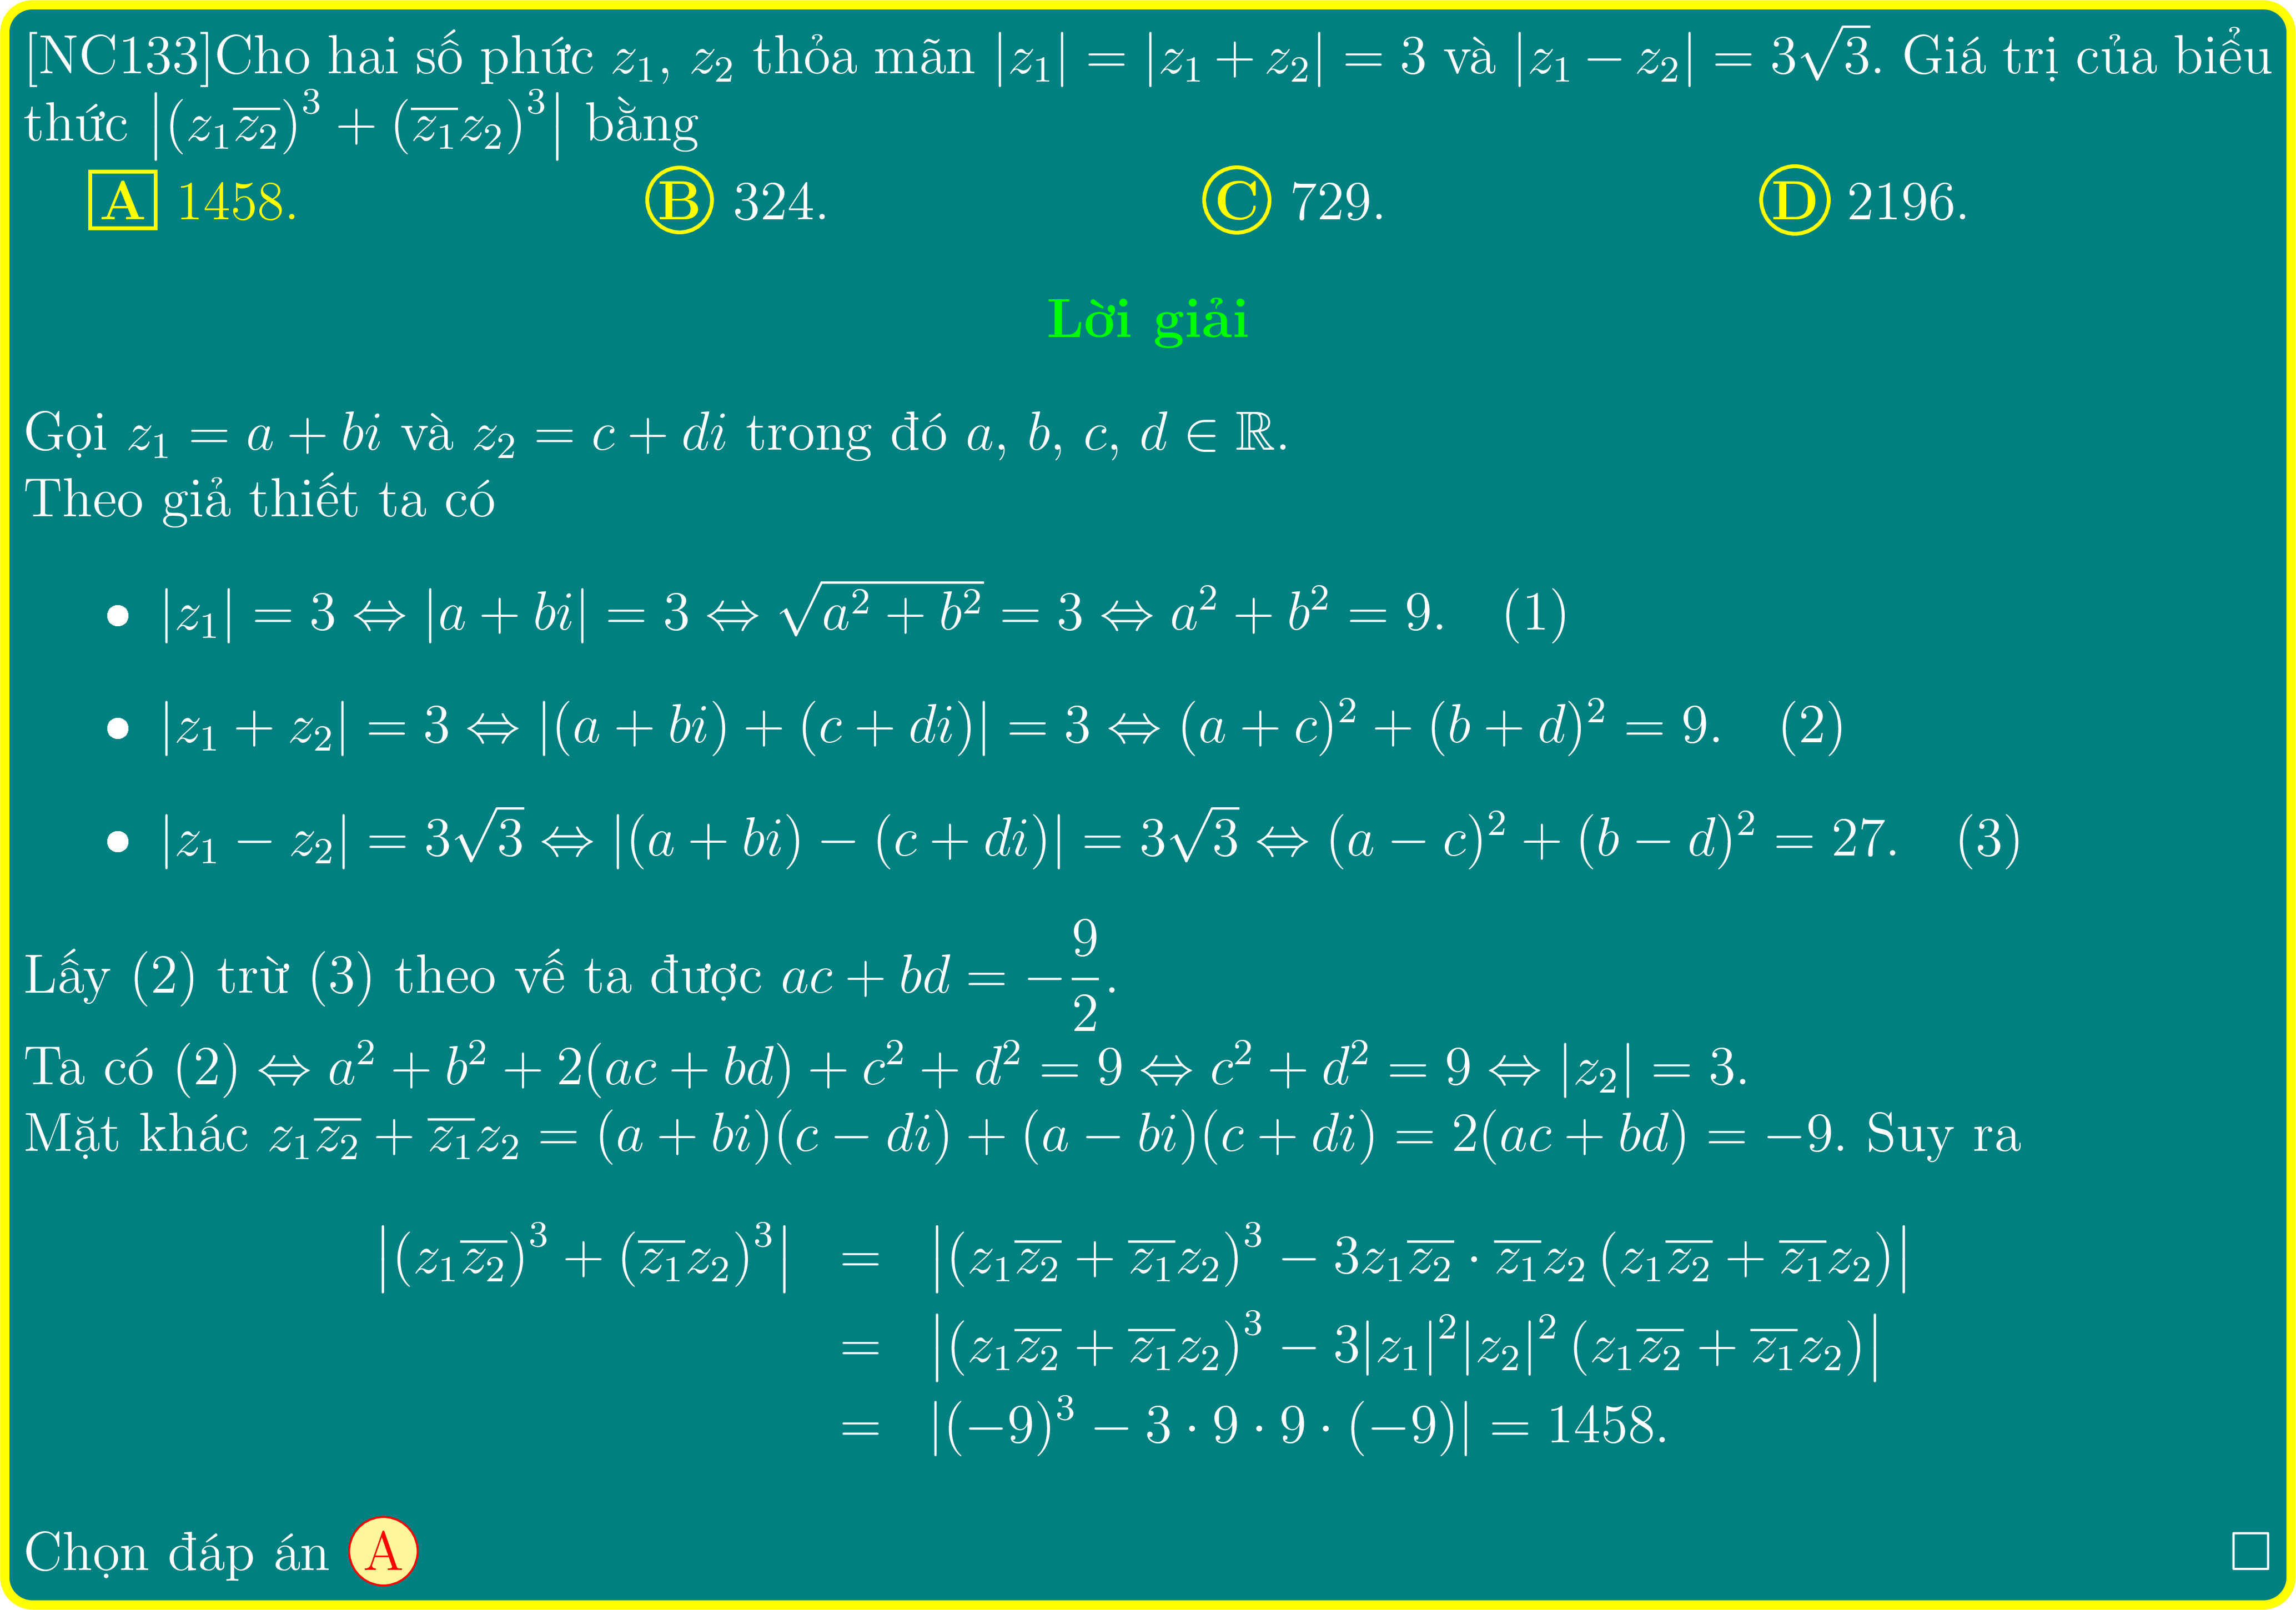 [NC133]Cho hai số phức $z_1$, $z_2$ thỏa mãn $|z_1| = |z_1 + z_2| = 3$ và $|z_1 - z_2| = 3\sqrt{3}$. Giá trị của biểu
thức $\left|(z_1\overline{z_2})^3 + (\overline{z_1}z_2)^3\right|$ bằng
A 1458. B 324. C 729. D 2196.
Lời giải
Gọi $z_1 = a + bi$ và $z_2 = c + di$ trong đó $a$, $b$, $c$, $d \in \mathbb{R}$.
Theo giả thiết ta có
• $|z_1| = 3 \Leftrightarrow |a + bi| = 3 \Leftrightarrow \sqrt{a^2 + b^2} = 3 \Leftrightarrow a^2 + b^2 = 9.$ (1)
• $|z_1 + z_2| = 3 \Leftrightarrow |(a + bi) + (c + di)| = 3 \Leftrightarrow (a + c)^2 + (b + d)^2 = 9.$ (2)
• $|z_1 - z_2| = 3\sqrt{3} \Leftrightarrow |(a + bi) - (c + di)| = 3\sqrt{3} \Leftrightarrow (a - c)^2 + (b - d)^2 = 27.$ (3)
Lấy (2) trừ (3) theo vế ta được $ac + bd = -\frac{9}{2}$.
Ta có (2) $\Leftrightarrow a^2 + b^2 + 2(ac + bd) + c^2 + d^2 = 9 \Leftrightarrow c^2 + d^2 = 9 \Leftrightarrow |z_2| = 3.$
Mặt khác $z_1\overline{z_2} + \overline{z_1}z_2 = (a + bi)(c - di) + (a - bi)(c + di) = 2(ac + bd) = -9$. Suy ra
$\left|(z_1\overline{z_2})^3 + (\overline{z_1}z_2)^3\right| = \left|(z_1\overline{z_2} + \overline{z_1}z_2)^3 - 3z_1\overline{z_2} \cdot \overline{z_1}z_2 (z_1\overline{z_2} + \overline{z_1}z_2)\right|$
$= \left|(z_1\overline{z_2} + \overline{z_1}z_2)^3 - 3|z_1|^2|z_2|^2 (z_1\overline{z_2} + \overline{z_1}z_2)\right|$
$= |(-9)^3 - 3 \cdot 9 \cdot 9 \cdot (-9)| = 1458.$
Chọn đáp án A □